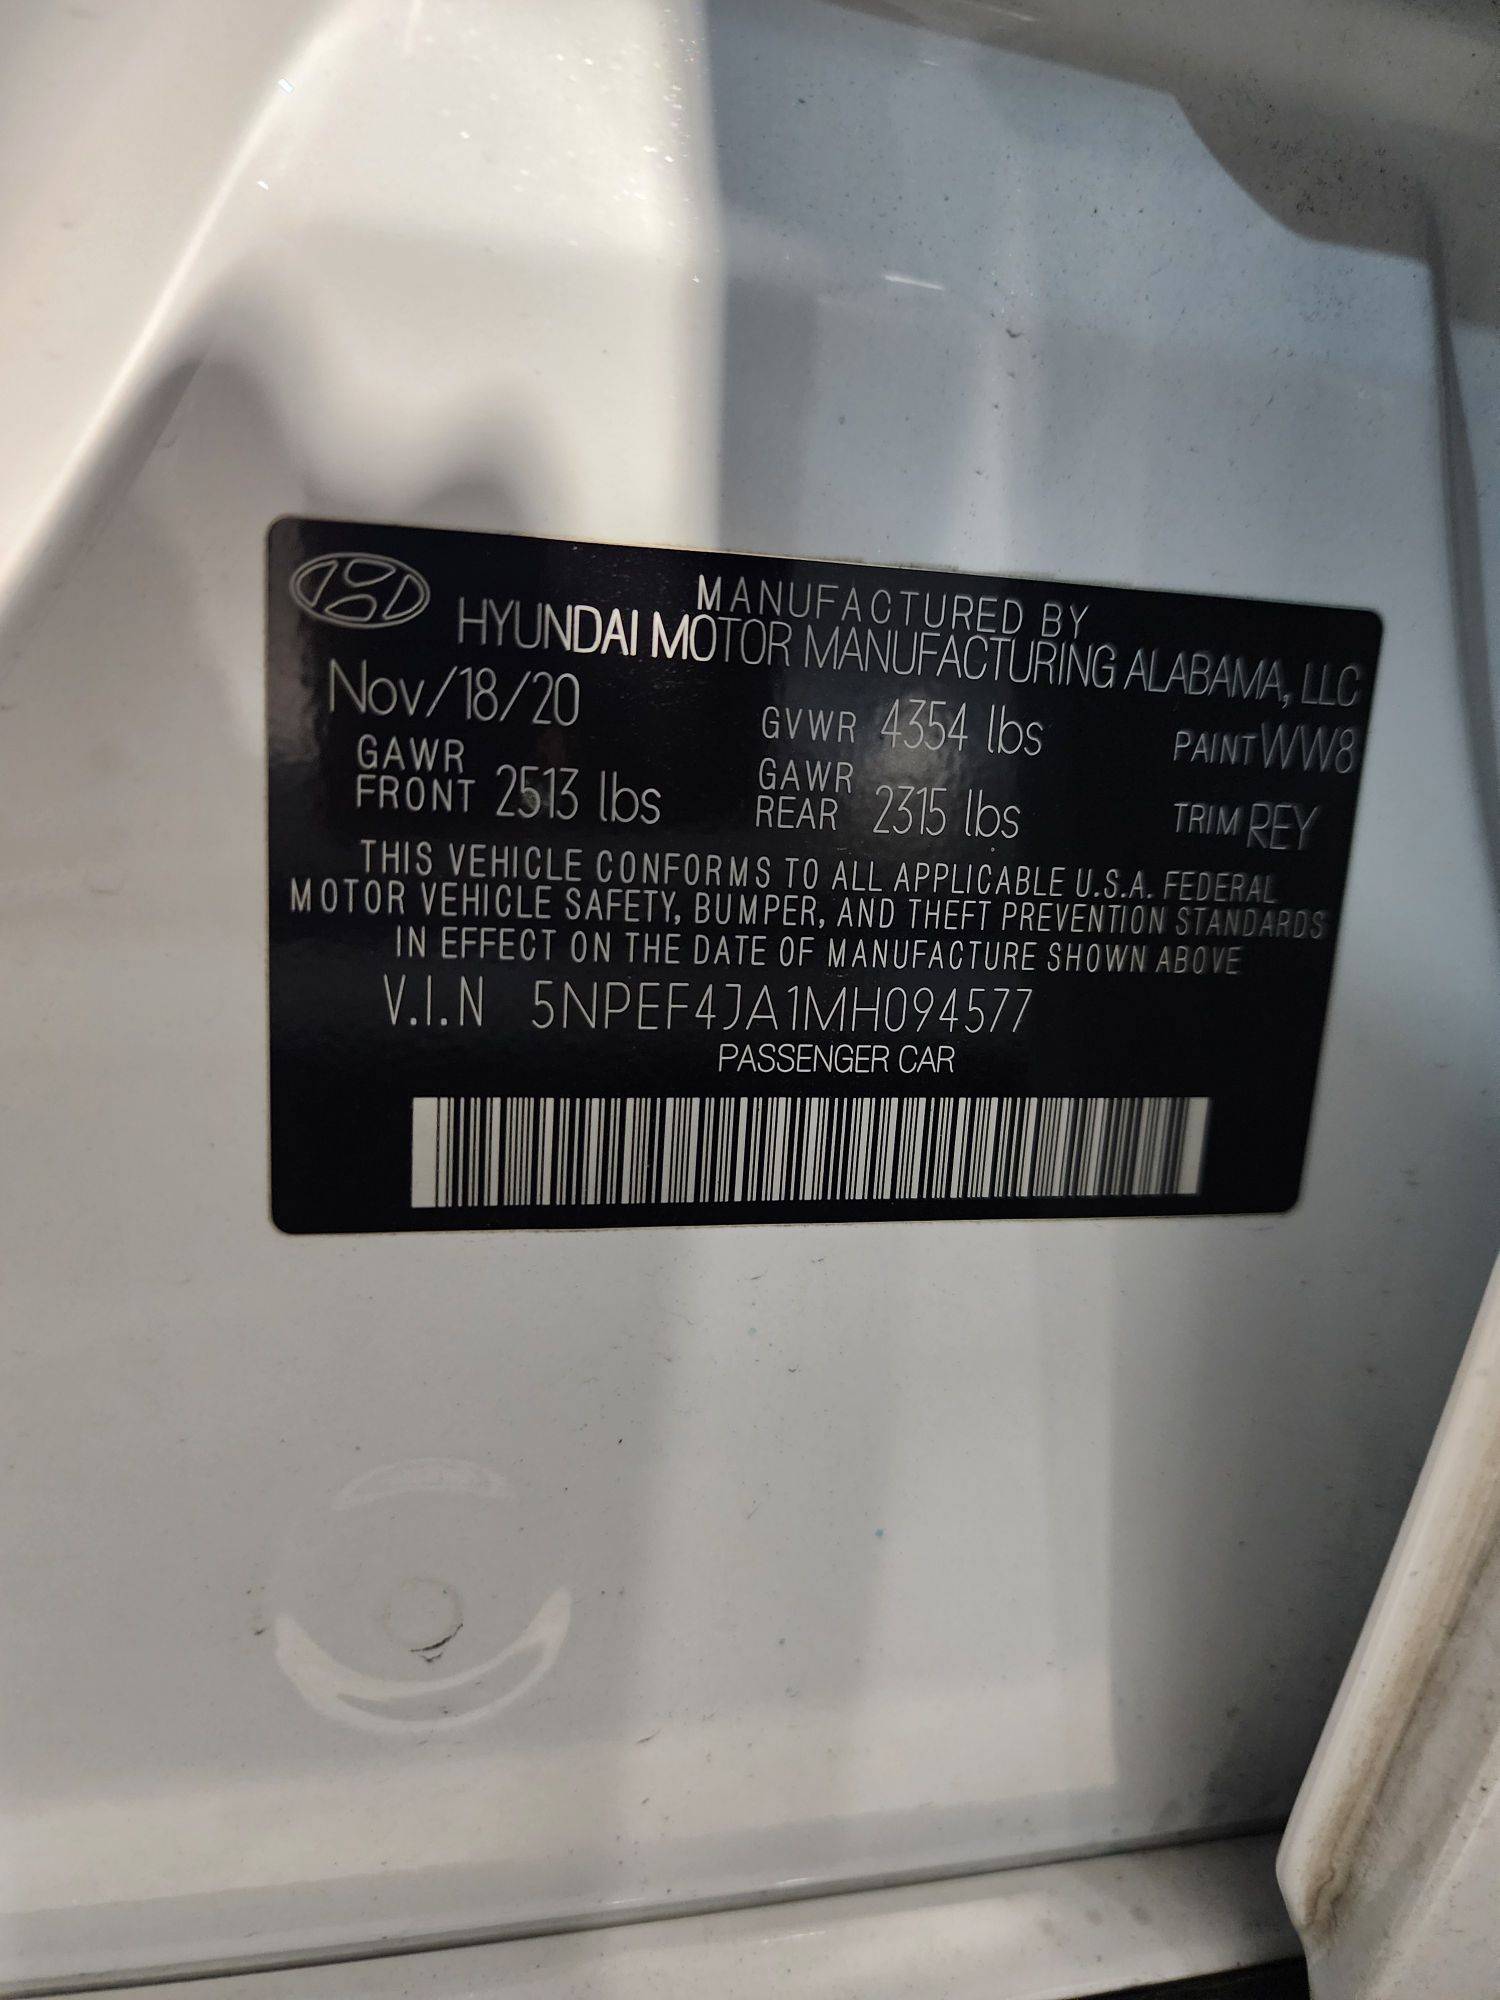 MANUFACTURED BY
HYUNDAI MOTOR MANUFACTURING ALABAMA, LLC
Nov/18/20 GVWR 4354 lbs PAINT WW8
GAWR FRONT 2513 lbs GAWR REAR 2315 lbs TRIM REY
THIS VEHICLE CONFORMS TO ALL APPLICABLE U.S.A. FEDERAL
MOTOR VEHICLE SAFETY, BUMPER, AND THEFT PREVENTION STANDARDS
IN EFFECT ON THE DATE OF MANUFACTURE SHOWN ABOVE
V.I.N 5NPEF4JA1MH094577
PASSENGER CAR